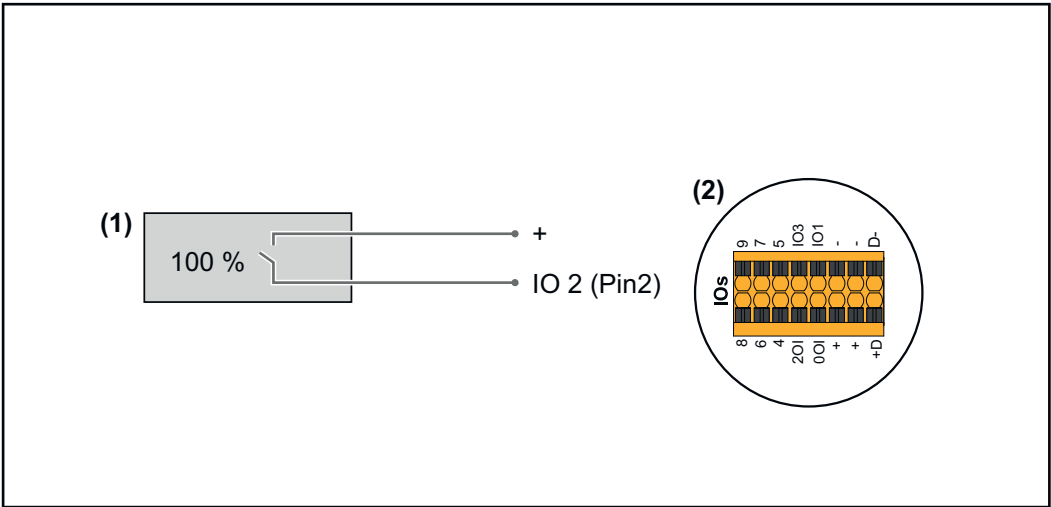 (1)
100 %
+
IO 2 (Pin2)
(2)
IOs
9 7 5 IO3 IO1 - - D-
8 6 4 2OI 0OI + + +D